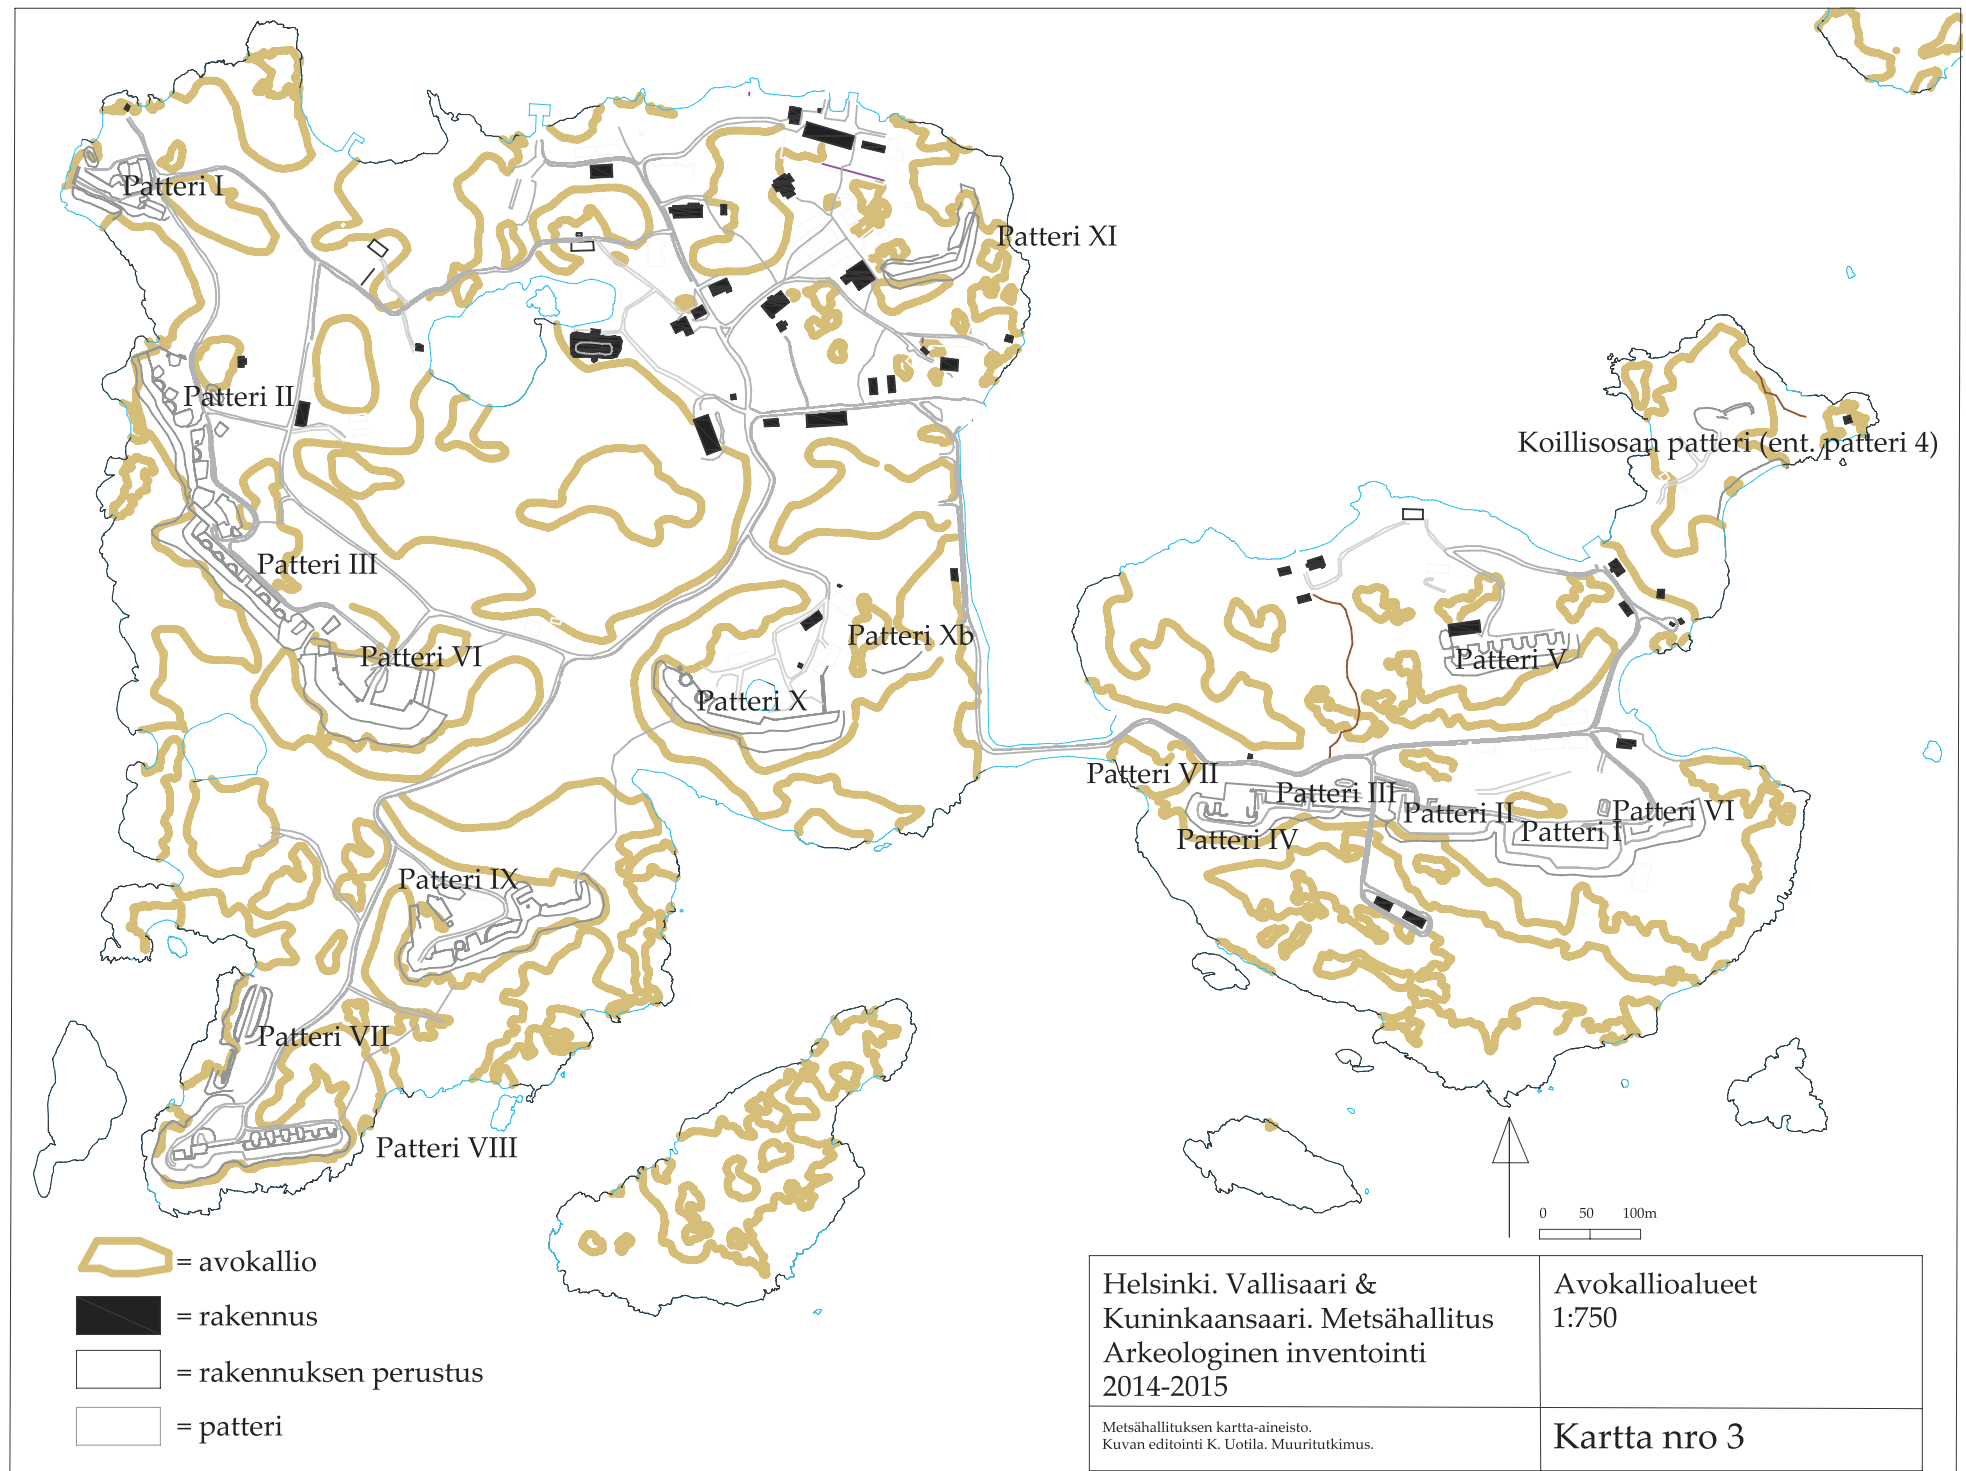 Patteri I
Patteri XI
Patteri II
Koillisosan patteri (ent. patteri 4)
Patteri III
Patteri Xb
Patteri VI
Patteri V
Patteri X
Patteri VII
Patteri III
Patteri II
Patteri VI
Patteri I
Patteri IV
Patteri IX
Patteri VII
Patteri VIII
0 50 100m
= avokallio
= rakennus
= rakennuksen perustus
= patteri
Helsinki. Vallisaari &
Kuninkaansaari. Metsähallitus
Arkeologinen inventointi
2014-2015
Avokallioalueet
1:750
Metsähallituksen kartta-aineisto.
Kuvan editointi K. Uotila. Muuritutkimus.
Kartta nro 3